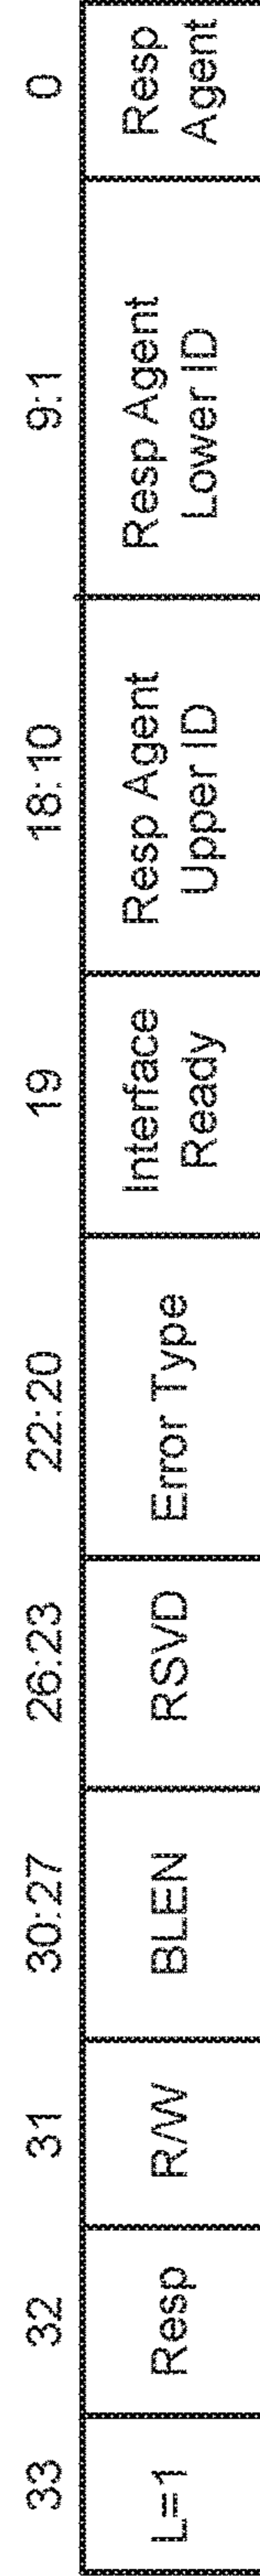 33 32 31 30:27 26:23 22:20 19 18:10 9:1 0
L=1 Resp R/W BLEN RSVD Error Type Interface Ready Resp Agent Upper ID Resp Agent Lower ID Resp Agent